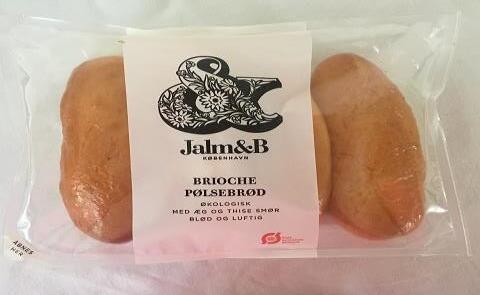 &
Jalm&B
KØBENHAVN
BRIOCHE
PØLSEBRØD
ØKOLOGISK
MED ÆG OG THISE SMØR
BLØD OG LUFTIG
ÅBNES
HER